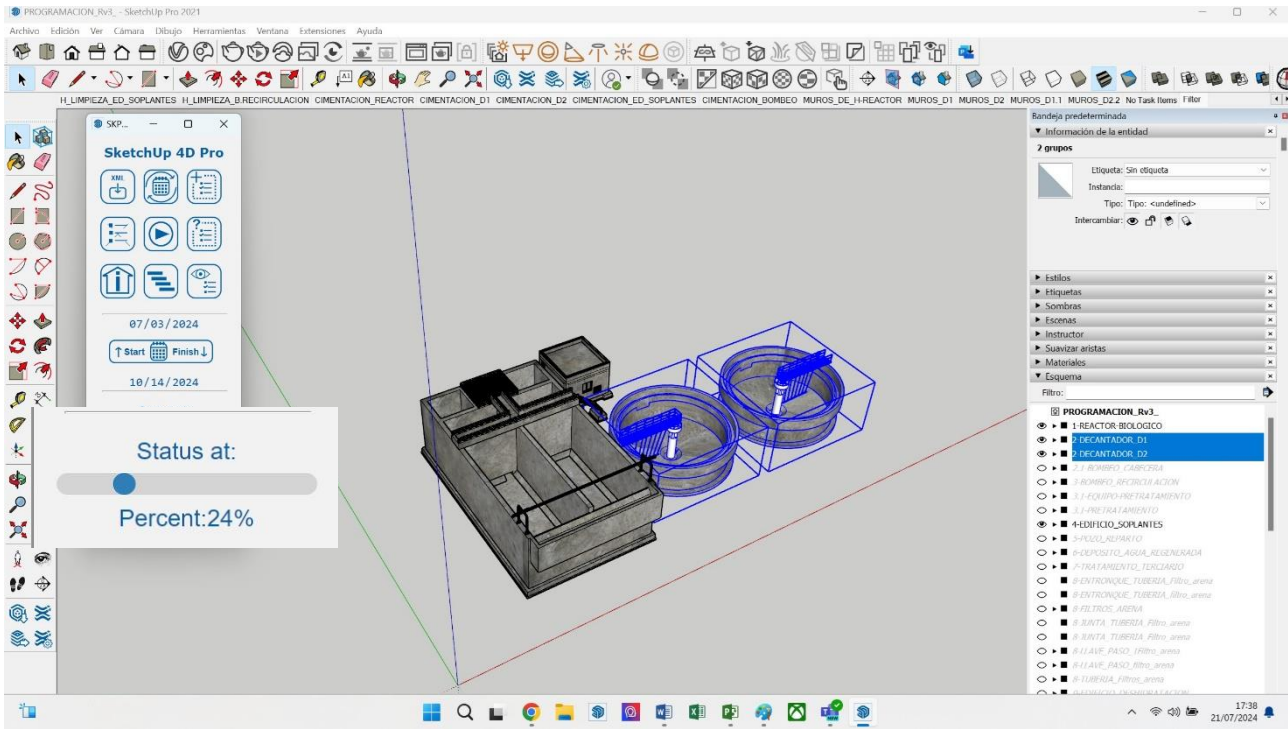 PROGRAMACION_Rv3_ - SketchUp Pro 2021
Archivo Edición Ver Cámara Dibujo Herramientas Ventana Extensiones Ayuda
H_LIMPIEZA_ED_SOPLANTES H_LIMPIEZA_B.RECIRCULACION CIMENTACION_REACTOR CIMENTACION_D1 CIMENTACION_D2 CIMENTACION_ED_SOPLANTES CIMENTACION_BOMBEO MUROS_DE_H-REACTOR MUROS_D1 MUROS_D2 MUROS_D1.1 MUROS_D2.2 No Task Items Filter
SKP...
SketchUp 4D Pro
XML
07/03/2024
↑ Start Finish ↓
10/14/2024
Status at:
Percent:24%
Bandeja predeterminada
Información de la entidad
2 grupos
Etiqueta: Sin etiqueta
Instancia:
Tipo: Tipo: <undefined>
Intercambiar:
Estilos
Etiquetas
Sombras
Escenas
Instructor
Suavizar aristas
Materiales
Esquema
Filtro:
PROGRAMACION_Rv3_
1-REACTOR-BIOLOGICO
2-DECANTADOR_D1
2-DECANTADOR_D2
2.1-BOMBEO_CABECERA
3-BOMBEO_RECIRCULACION
3.1-EQUIPO-PRETRATAMIENTO
3.1-PRETRATAMIENTO
4-EDIFICIO_SOPLANTES
5-POZO_REPARTO
6-DEPOSITO_AGUA_REGENERADA
7-TRATAMIENTO_TERCIARIO
8-ENTRONQUE_TUBERIA_Filtro_arena
8-ENTRONQUE_TUBERIA_filtro_arena
8-FILTROS_ARENA
8-JUNTA_TUBERIA_Filtro_arena
8-JUNTA_TUBERIA_Filtro_arena
8-LLAVE_PASO_1Filtro_arena
8-LLAVE_PASO_filtro_arena
8-TUBERIA_Filtros_arena
17:38
21/07/2024